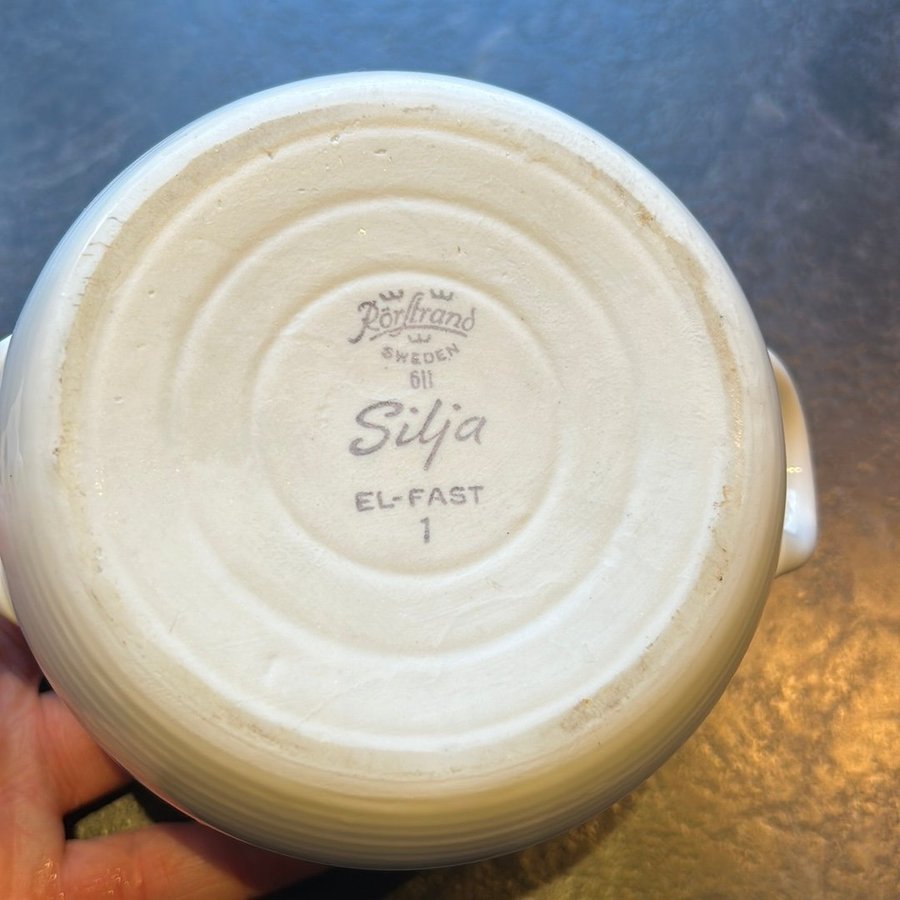 Rörstrand
SWEDEN
611
Silja
EL-FAST
1